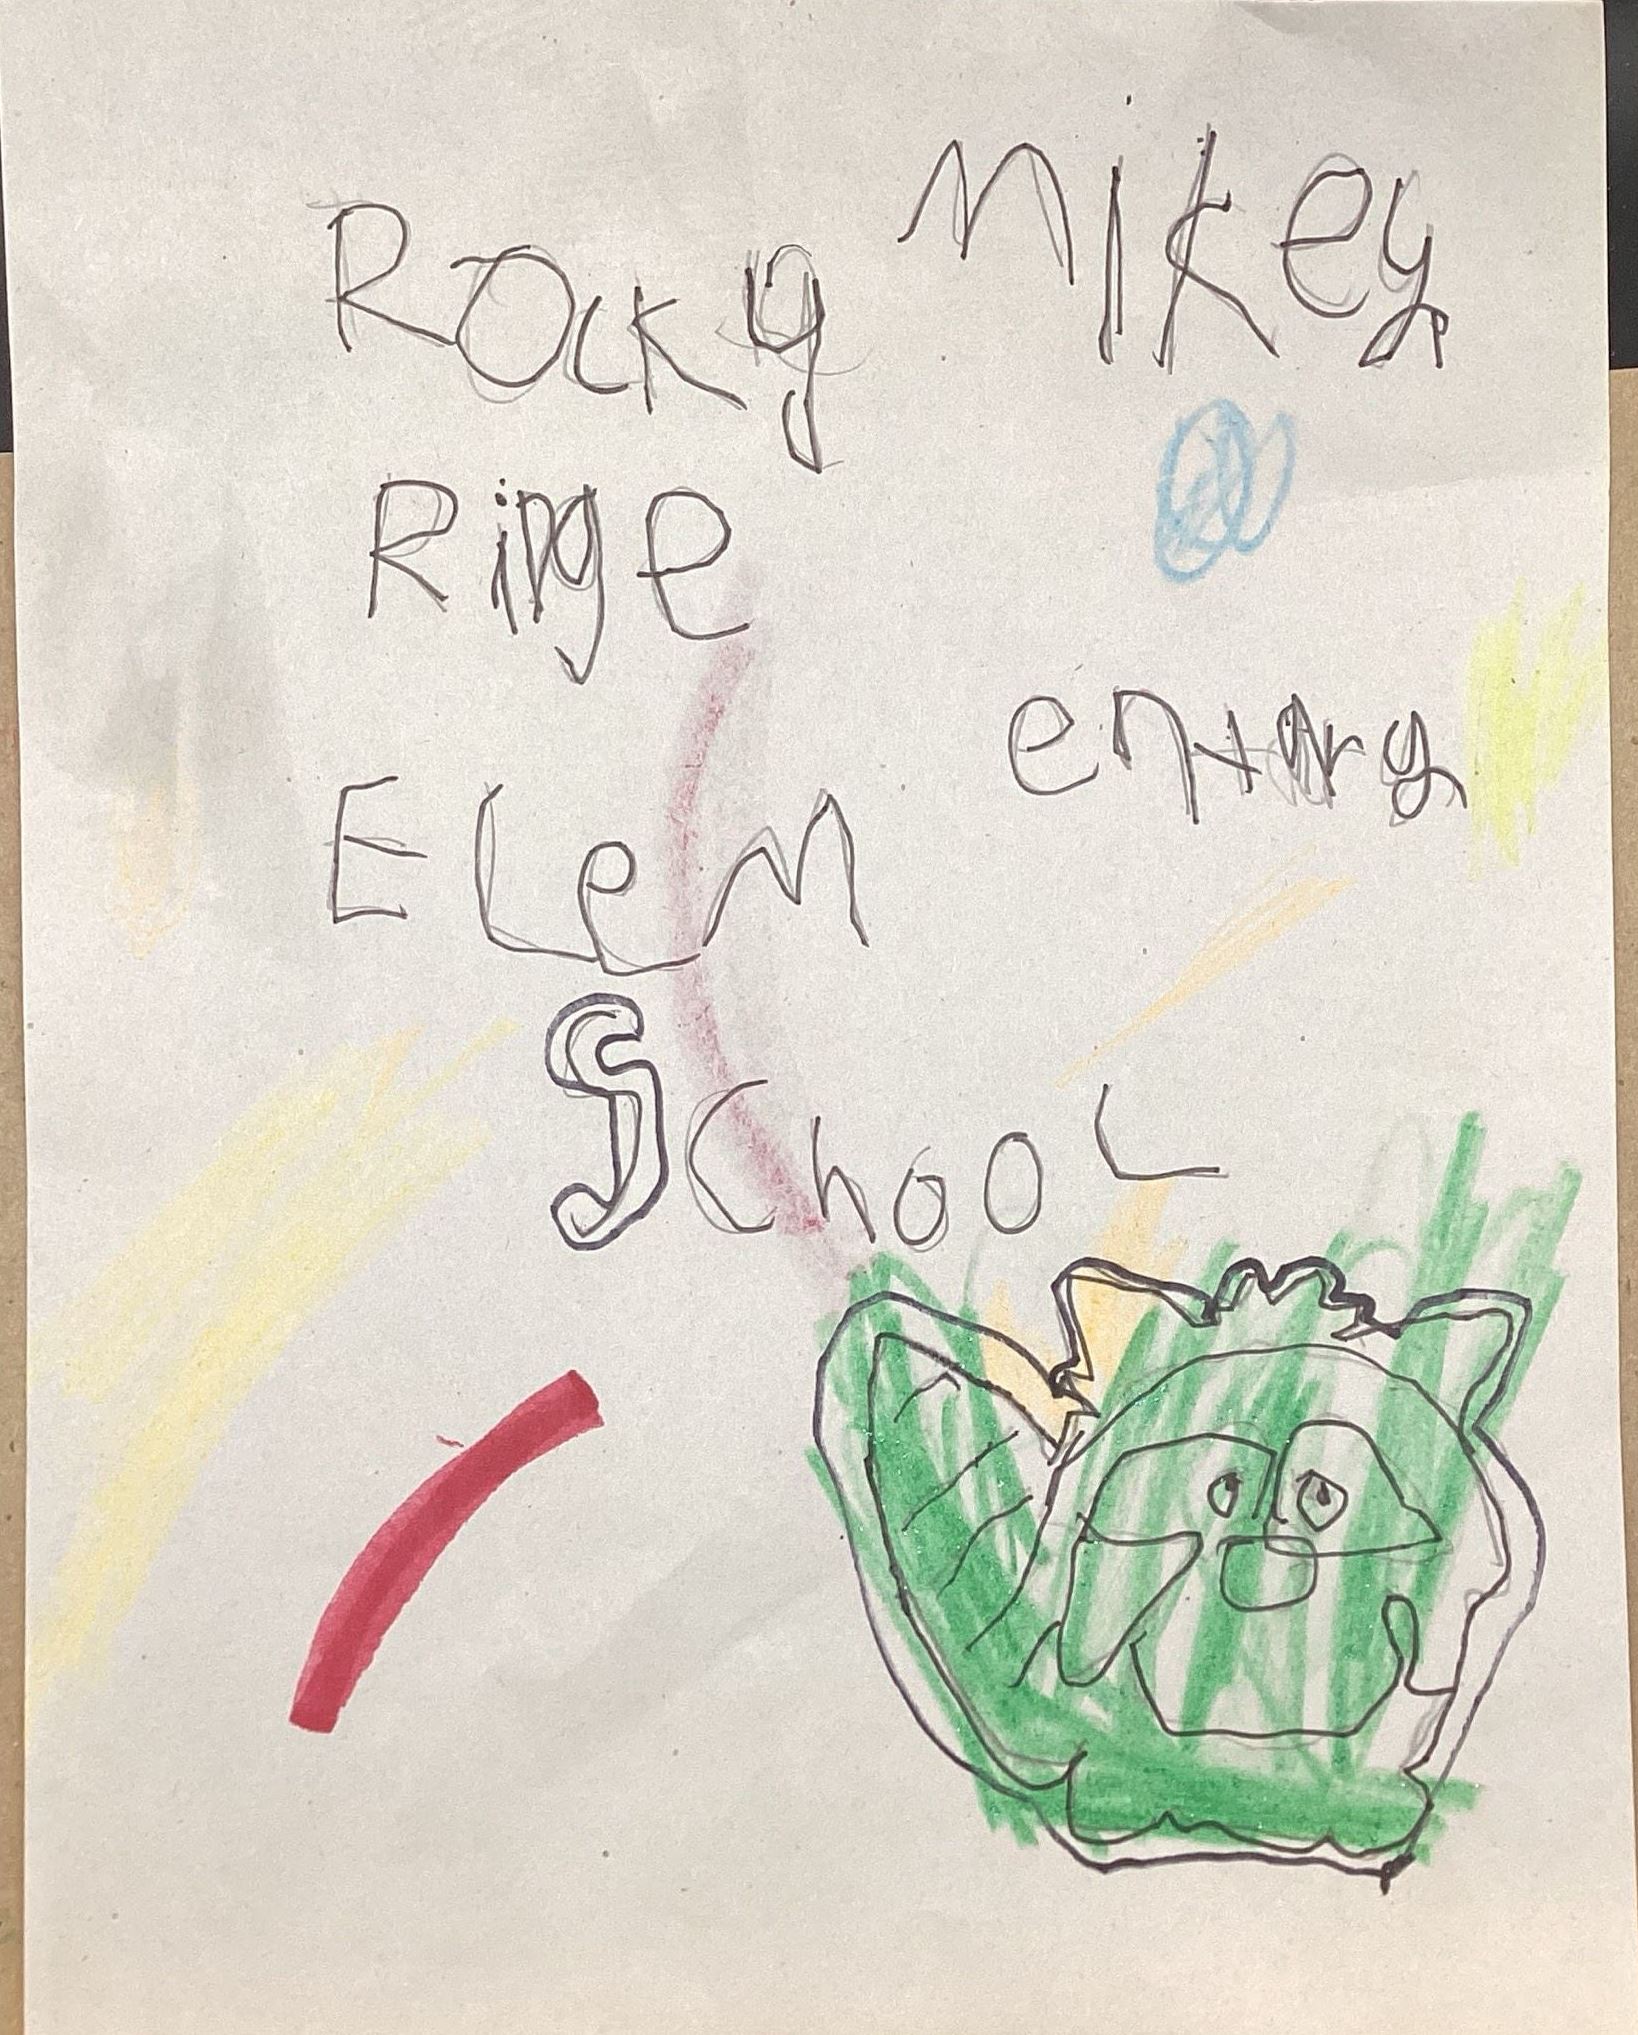 Rocky
Mikey
Ringe
ELem
entary
SchooL